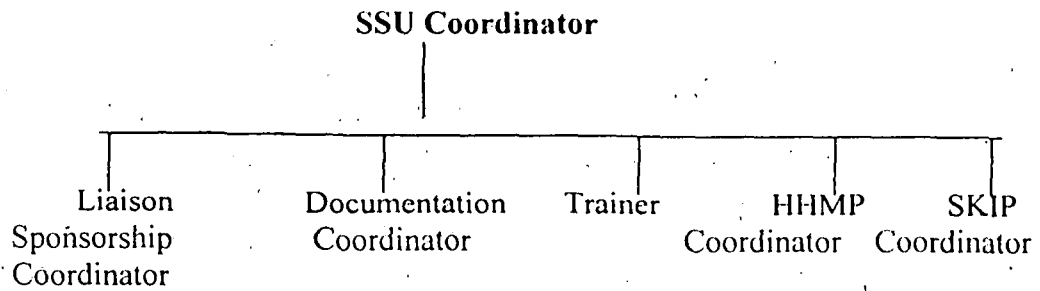 SSU Coordinator
Liaison
Sponsorship
Coordinator
Documentation
Coordinator
Trainer
HHMP
Coordinator
SKIP
Coordinator